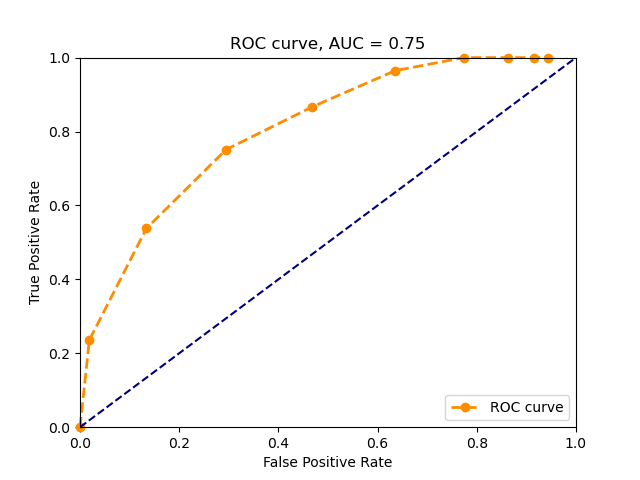 ROC curve, AUC = 0.75
1.0
0.8
0.6
0.4
0.2
0.0
True Positive Rate
0.0 0.2 0.4 0.6 0.8 1.0
False Positive Rate
ROC curve